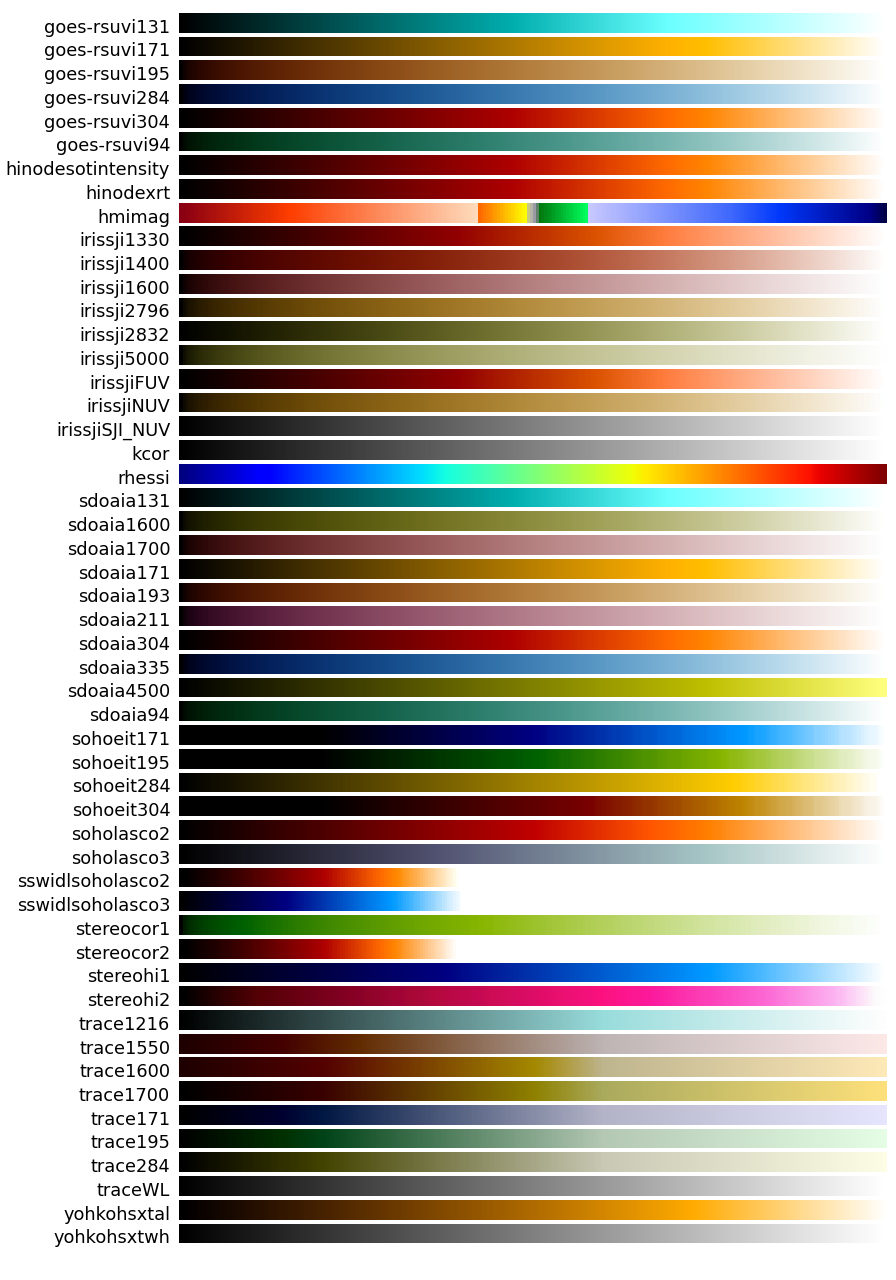 goes-rsuvi131
goes-rsuvi171
goes-rsuvi195
goes-rsuvi284
goes-rsuvi304
goes-rsuvi94
hinodesotintensity
hinodexrt
hmimag
irissji1330
irissji1400
irissji1600
irissji2796
irissji2832
irissji5000
irissjiFUV
irissjiNUV
irissjiSJI_NUV
kcor
rhessi
sdoaia131
sdoaia1600
sdoaia1700
sdoaia171
sdoaia193
sdoaia211
sdoaia304
sdoaia335
sdoaia4500
sdoaia94
sohoeit171
sohoeit195
sohoeit284
sohoeit304
soholasco2
soholasco3
sswidlsoholasco2
sswidlsoholasco3
stereocor1
stereocor2
stereohi1
stereohi2
trace1216
trace1550
trace1600
trace1700
trace171
trace195
trace284
traceWL
yohkohsxtal
yohkohsxtwh